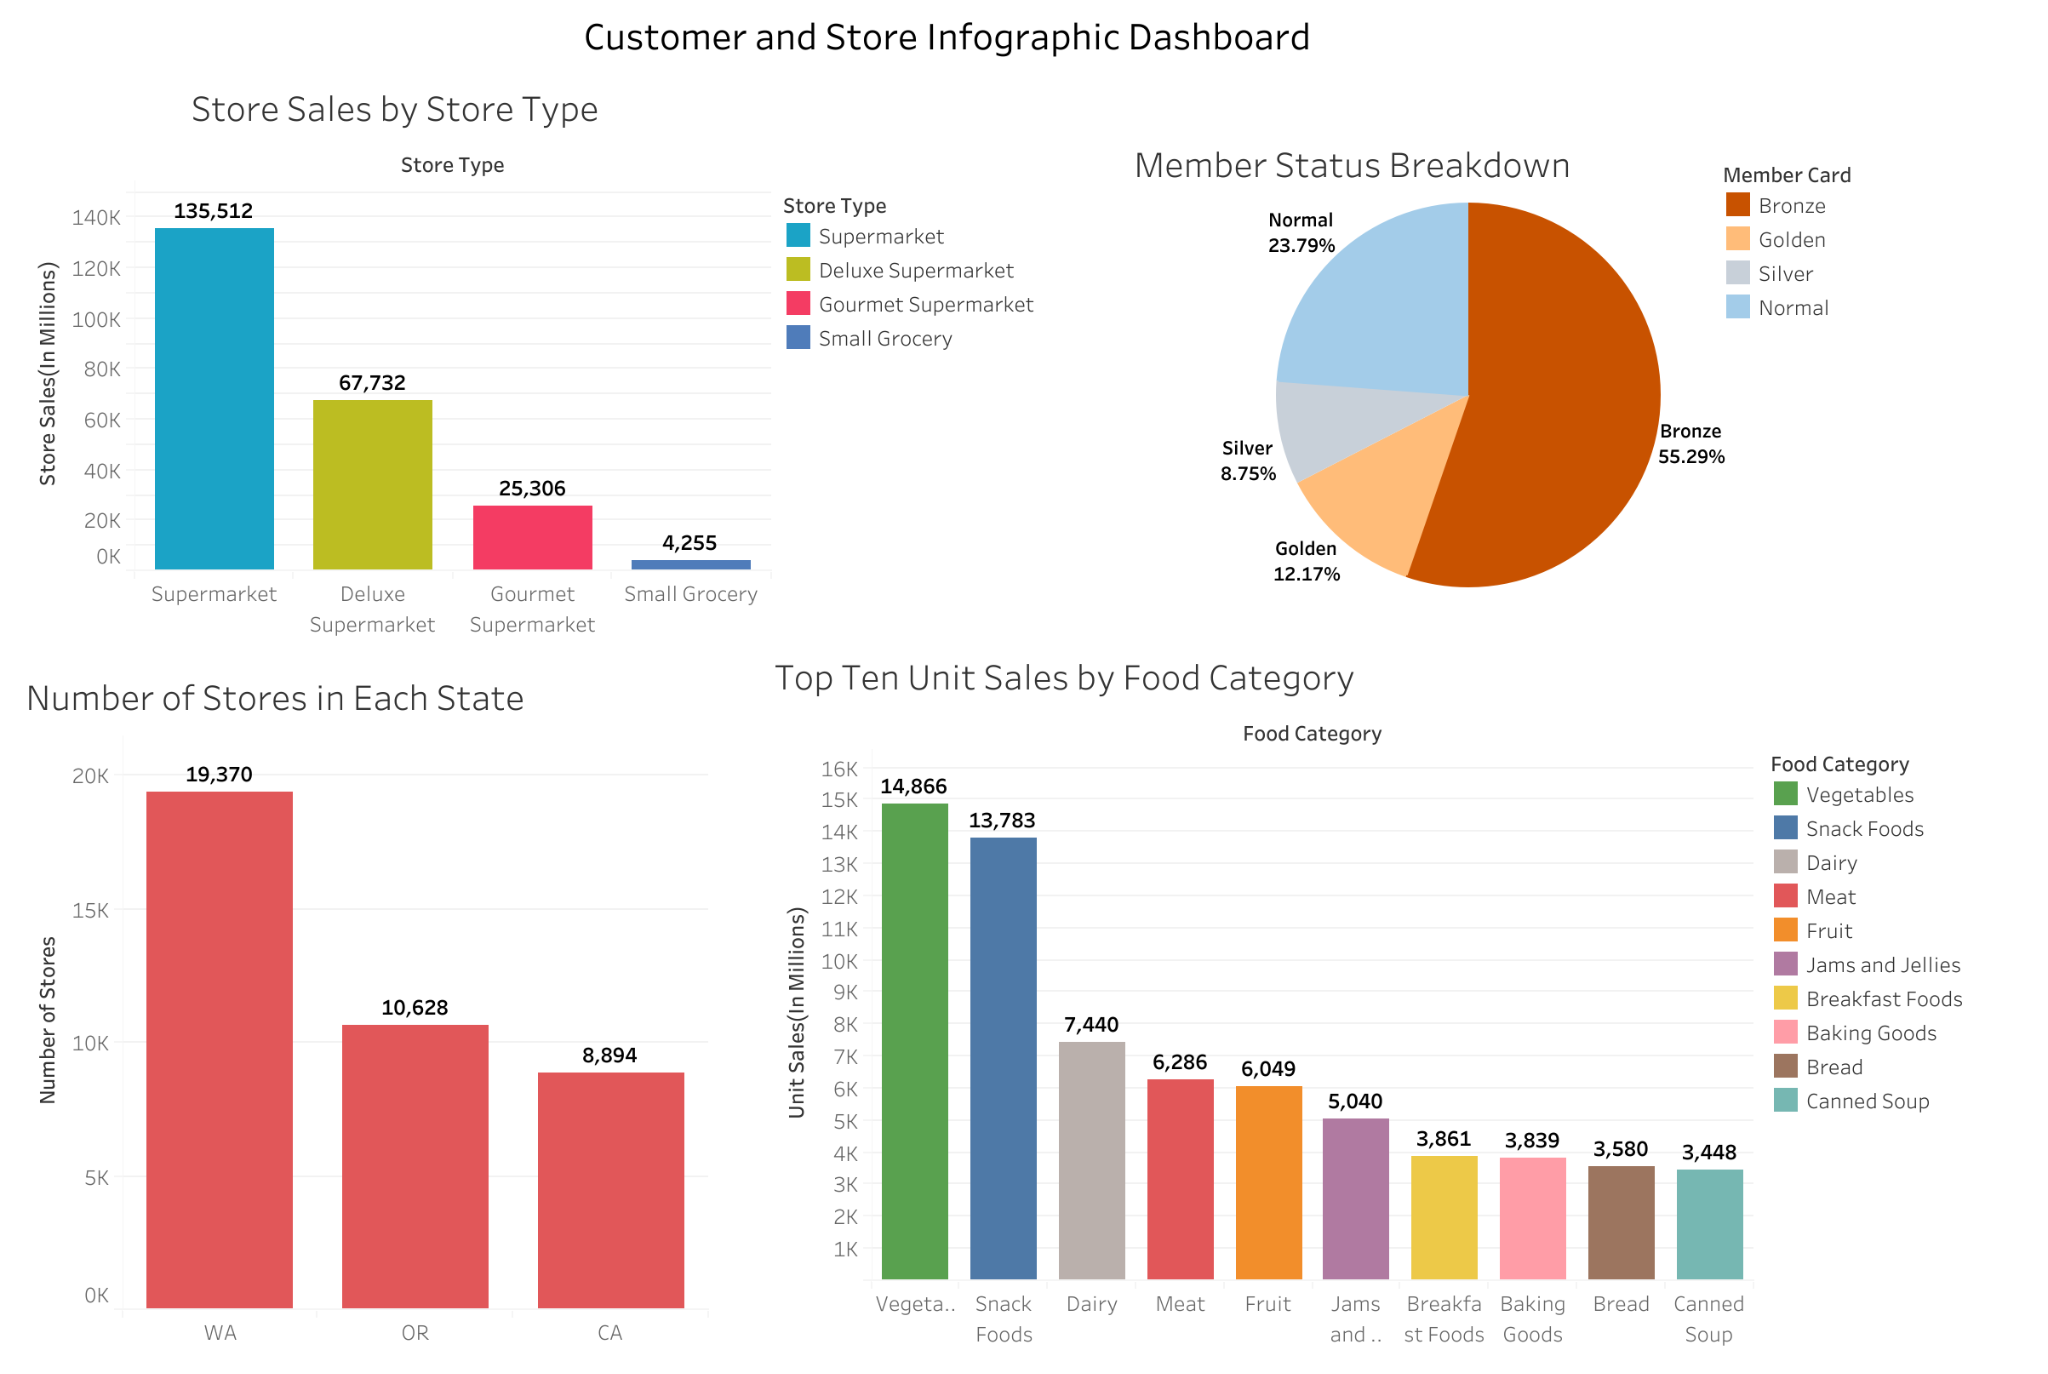 Customer and Store Infographic Dashboard
Store Sales by Store Type
Store Type
Store Sales(In Millions)
140K
120K
100K
80K
60K
40K
20K
0K
135,512
67,732
25,306
4,255
Supermarket
Deluxe
Supermarket
Gourmet
Supermarket
Small Grocery
Store Type
Supermarket
Deluxe Supermarket
Gourmet Supermarket
Small Grocery
Member Status Breakdown
Normal
23.79%
Silver
8.75%
Golden
12.17%
Bronze
55.29%
Member Card
Bronze
Golden
Silver
Normal
Number of Stores in Each State
Number of Stores
20K
15K
10K
5K
0K
19,370
10,628
8,894
WA
OR
CA
Top Ten Unit Sales by Food Category
Food Category
Unit Sales(In Millions)
16K
15K
14K
13K
12K
11K
10K
9K
8K
7K
6K
5K
4K
3K
2K
1K
14,866
13,783
7,440
6,286
6,049
5,040
3,861
3,839
3,580
3,448
Vegeta..
Snack
Foods
Dairy
Meat
Fruit
Jams
and ..
Breakfa
st Foods
Baking
Goods
Bread
Canned
Soup
Food Category
Vegetables
Snack Foods
Dairy
Meat
Fruit
Jams and Jellies
Breakfast Foods
Baking Goods
Bread
Canned Soup